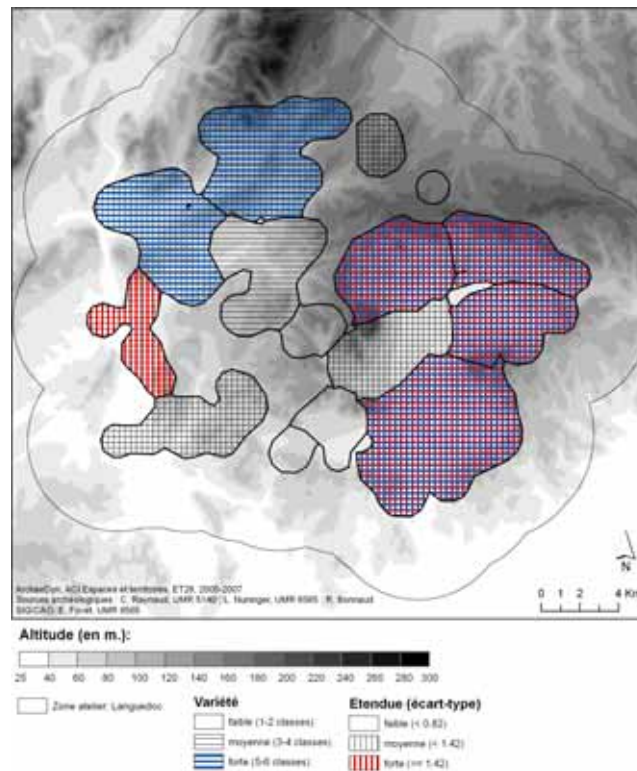 ArchaeDyn, ACI Espaces et territoires, ET28, 2005-2007
Sources archéologiques : C. Raynaud, UMR 5140 ; L. Nuninger, UMR 6565 ; R. Bonnaud
SIG/CAO: E. Fovet, UMR 6565
N
0 1 2 4 Km
Altitude (en m.):
25 40 60 80 100 120 140 160 180 200 220 240 260 280 300
Zone atelier: Languedoc
Variété
faible (1-2 classes)
moyenne (3-4 classes)
forte (5-6 classes)
Etendue (écart-type)
faible (< 0.82)
moyenne (< 1.42)
forte (>= 1.42)